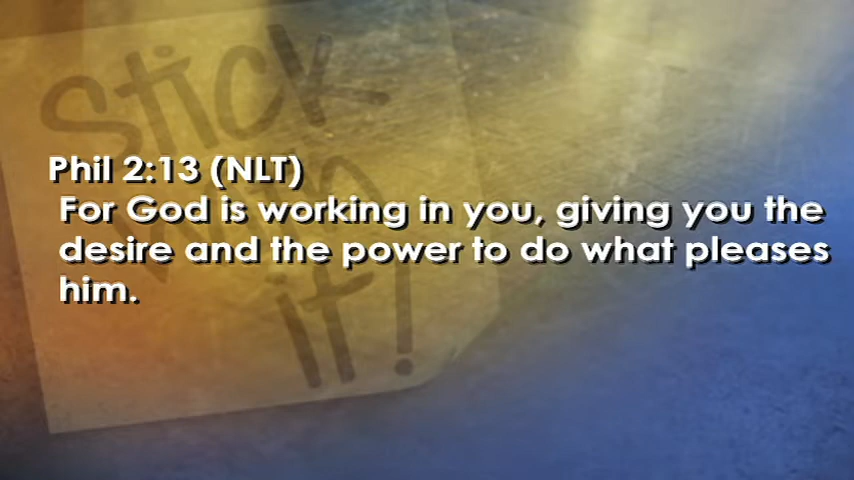 Stick
with
it!
Phil 2:13 (NLT)
For God is working in you, giving you the
desire and the power to do what pleases
him.